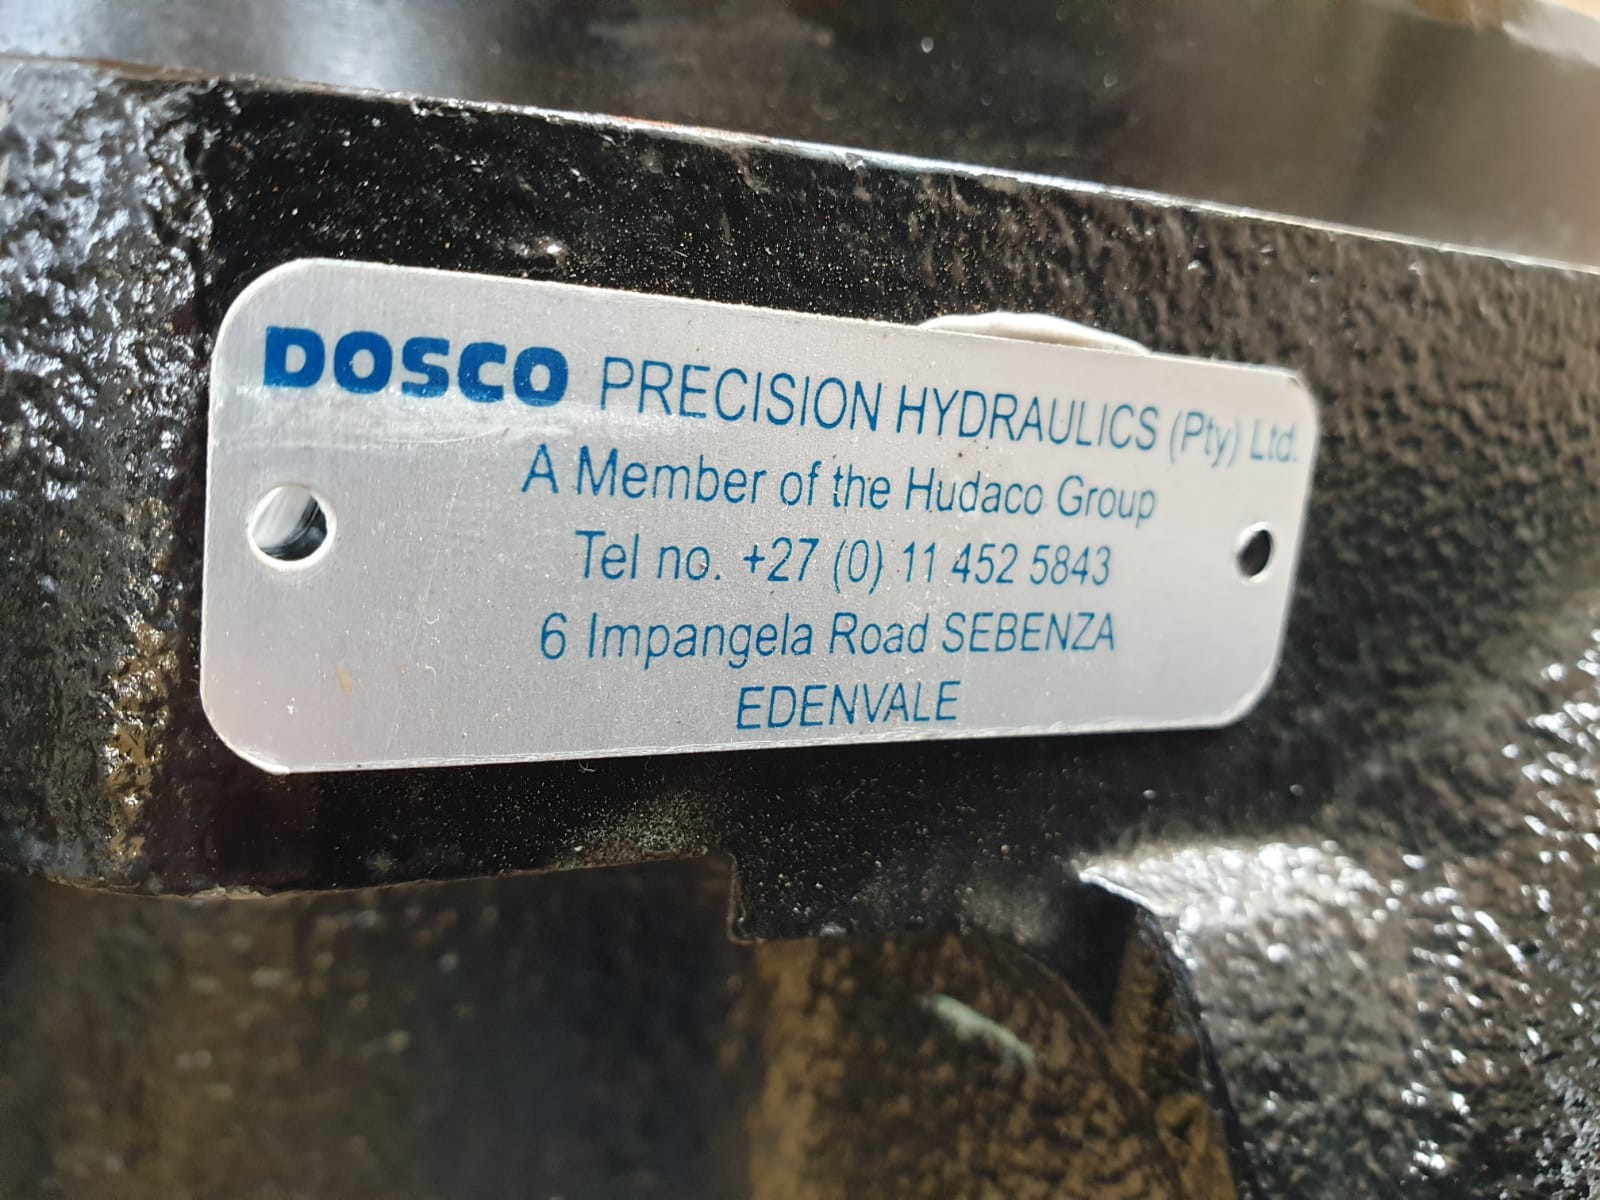 DOSCO PRECISION HYDRAULICS (Pty) Ltd.
A Member of the Hudaco Group
Tel no. +27 (0) 11 452 5843
6 Impangela Road SEBENZA
EDENVALE